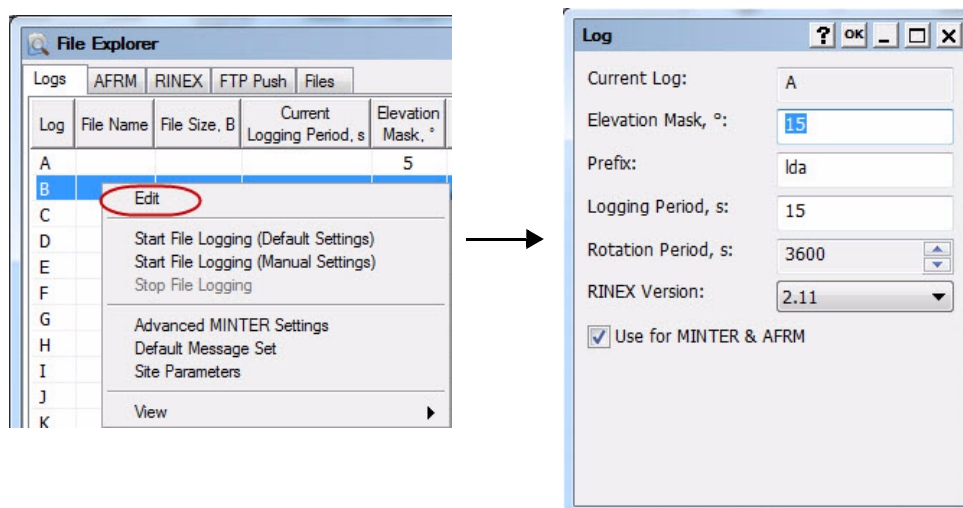 File Explorer
Logs AFRM RINEX FTP Push Files
Log File Name File Size, B Current Logging Period, s Elevation Mask, °
A 5
B
Edit
C
D Start File Logging (Default Settings)
E Start File Logging (Manual Settings)
F Stop File Logging
G Advanced MINTER Settings
H Default Message Set
I Site Parameters
J
K View
Log ? OK
Current Log: A
Elevation Mask, °: 15
Prefix: lda
Logging Period, s: 15
Rotation Period, s: 3600
RINEX Version: 2.11
Use for MINTER & AFRM